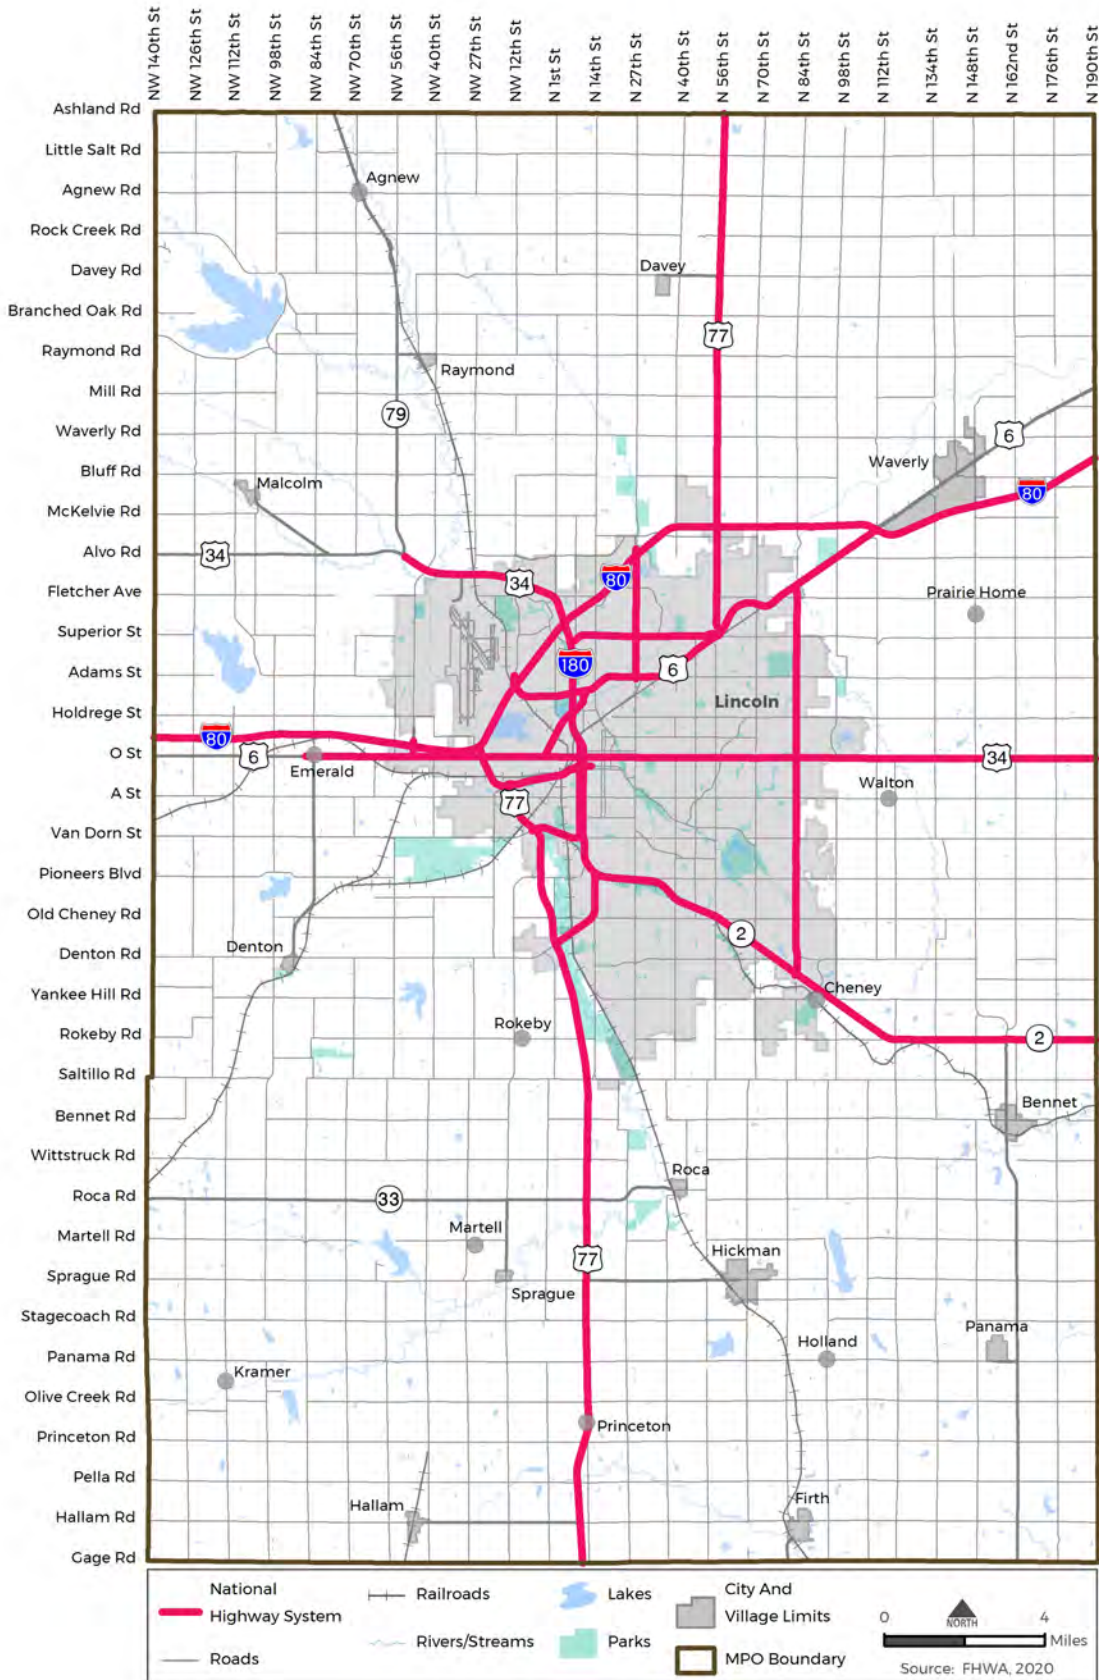 NW 140th St
NW 126th St
NW 112th St
NW 98th St
NW 84th St
NW 70th St
NW 56th St
NW 40th St
NW 27th St
NW 12th St
N 1st St
N 14th St
N 27th St
N 40th St
N 56th St
N 70th St
N 84th St
N 98th St
N 112th St
N 134th St
N 148th St
N 162nd St
N 176th St
N 190th St
Ashland Rd
Little Salt Rd
Agnew Rd
Rock Creek Rd
Davey Rd
Branched Oak Rd
Raymond Rd
Mill Rd
Waverly Rd
Bluff Rd
McKelvie Rd
Alvo Rd
Fletcher Ave
Superior St
Adams St
Holdrege St
O St
A St
Van Dorn St
Pioneers Blvd
Old Cheney Rd
Denton Rd
Yankee Hill Rd
Rokeby Rd
Saltillo Rd
Bennet Rd
Wittstruck Rd
Roca Rd
Martell Rd
Sprague Rd
Stagecoach Rd
Panama Rd
Olive Creek Rd
Princeton Rd
Pella Rd
Hallam Rd
Gage Rd
Agnew
Davey
77
Raymond
79
6
Waverly
Malcolm
80
34
34
80
Prairie Home
180
6
Lincoln
80
6
Emerald
34
77
Walton
2
Denton
Cheney
Rokeby
2
Bennet
Roca
33
Martell
77
Hickman
Sprague
Panama
Holland
Kramer
Princeton
Hallam
Firth
National
Highway System
Roads
Railroads
Rivers/Streams
Lakes
Parks
City And
Village Limits
MPO Boundary
0
NORTH
4
Miles
Source: FHWA, 2020